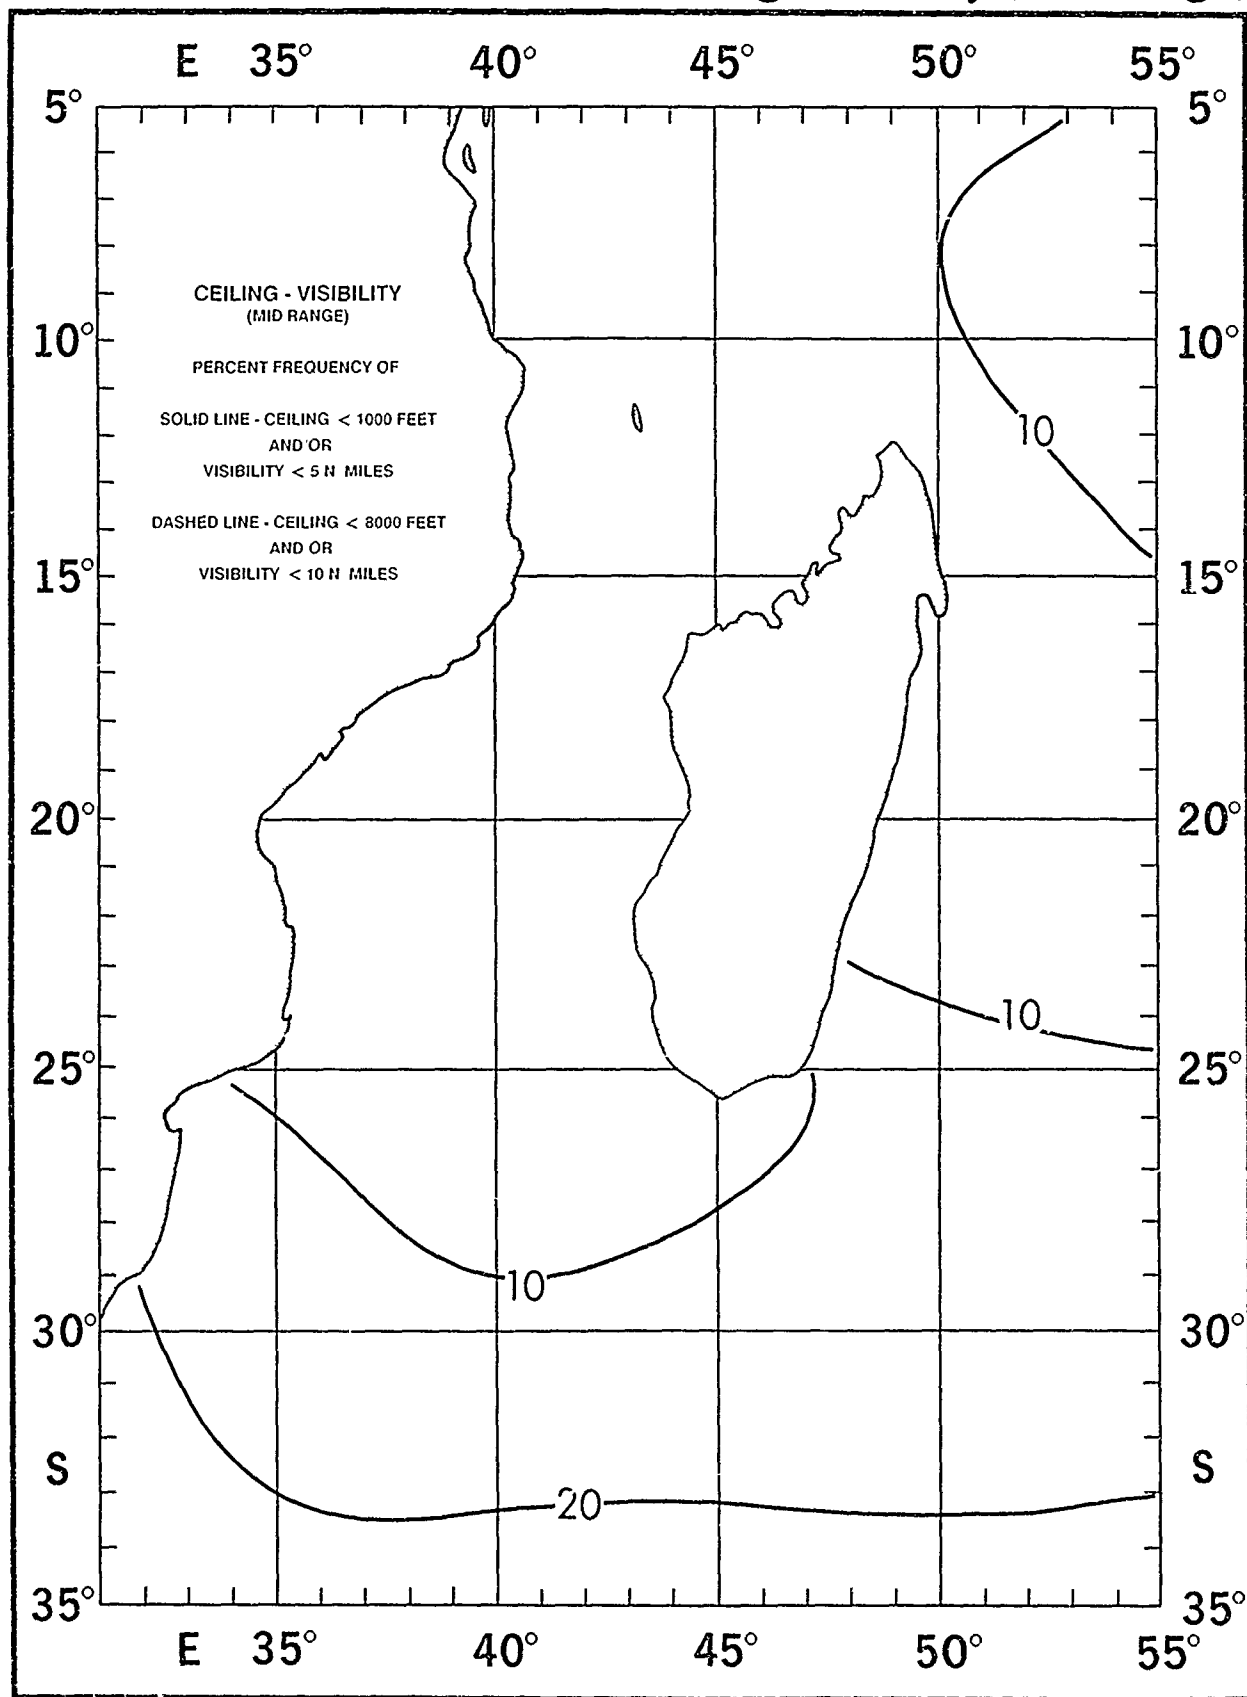 E 35° 40° 45° 50° 55°
5° 5°
CEILING - VISIBILITY
(MID RANGE)
10° 10°
PERCENT FREQUENCY OF
SOLID LINE - CEILING < 1000 FEET
10
AND/OR
VISIBILITY < 5 N MILES
DASHED LINE - CEILING < 8000 FEET
AND OR
VISIBILITY < 10 N MILES
15° 15°
20° 20°
10
25° 25°
10
30° 30°
S S
20
35° 35°
E 35° 40° 45° 50° 55°